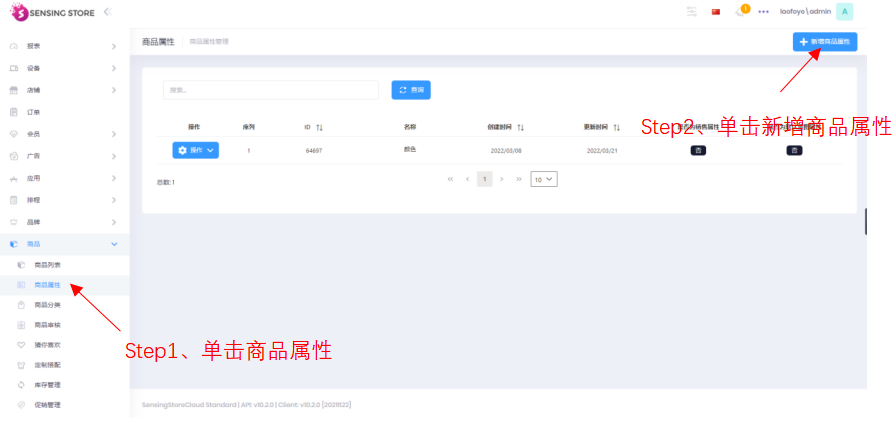 SENSING STORE
laofoye\admin
A
1
报表
设备
店铺
订单
会员
广告
应用
排程
品牌
商品
商品列表
商品属性
商品分类
商品审核
猜你喜欢
定制搭配
库存管理
促销管理
商品属性 商品属性管理
新增商品属性
搜索...
查询
操作 序列 ID 名称 创建时间 更新时间
操作 1 64697 颜色 2022/03/08 2022/03/21 否 否
总数: 1
1
10
Step1、单击商品属性
Step2、单击新增商品属性
SensingStoreCloud Standard | API: v10.2.0 | Client: v10.2.0 [2021122]